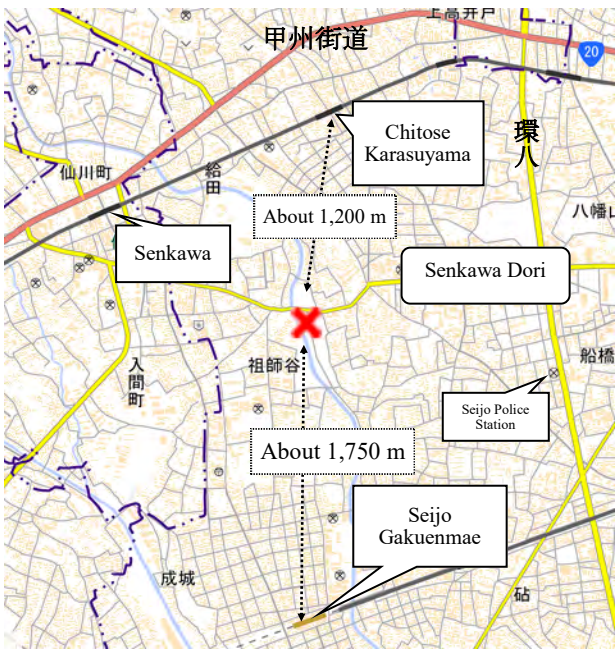 上高井戸
甲州街道
20
Chitose
Karasuyama
環
八
仙川町
給
田
八幡山
About 1,200 m
Senkawa
Senkawa Dori
祖師谷
船橋
入
間
町
Seijo Police
Station
About 1,750 m
Seijo
Gakuenmae
成城
砧